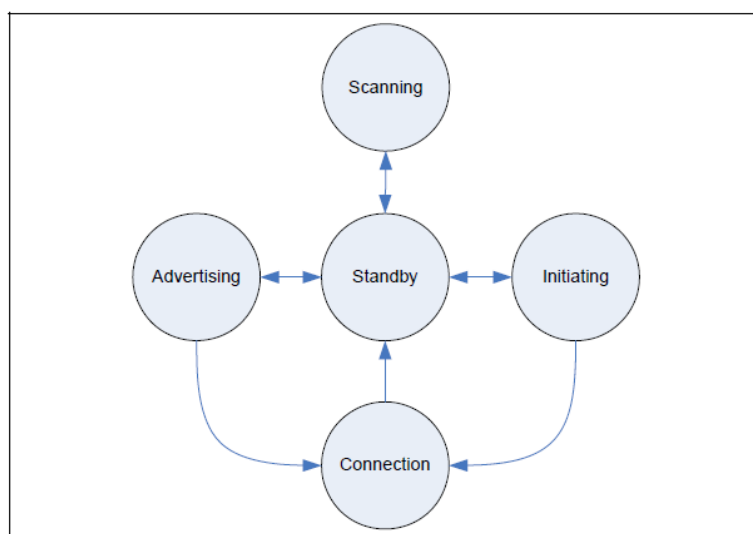 Scanning
Advertising
Standby
Initiating
Connection